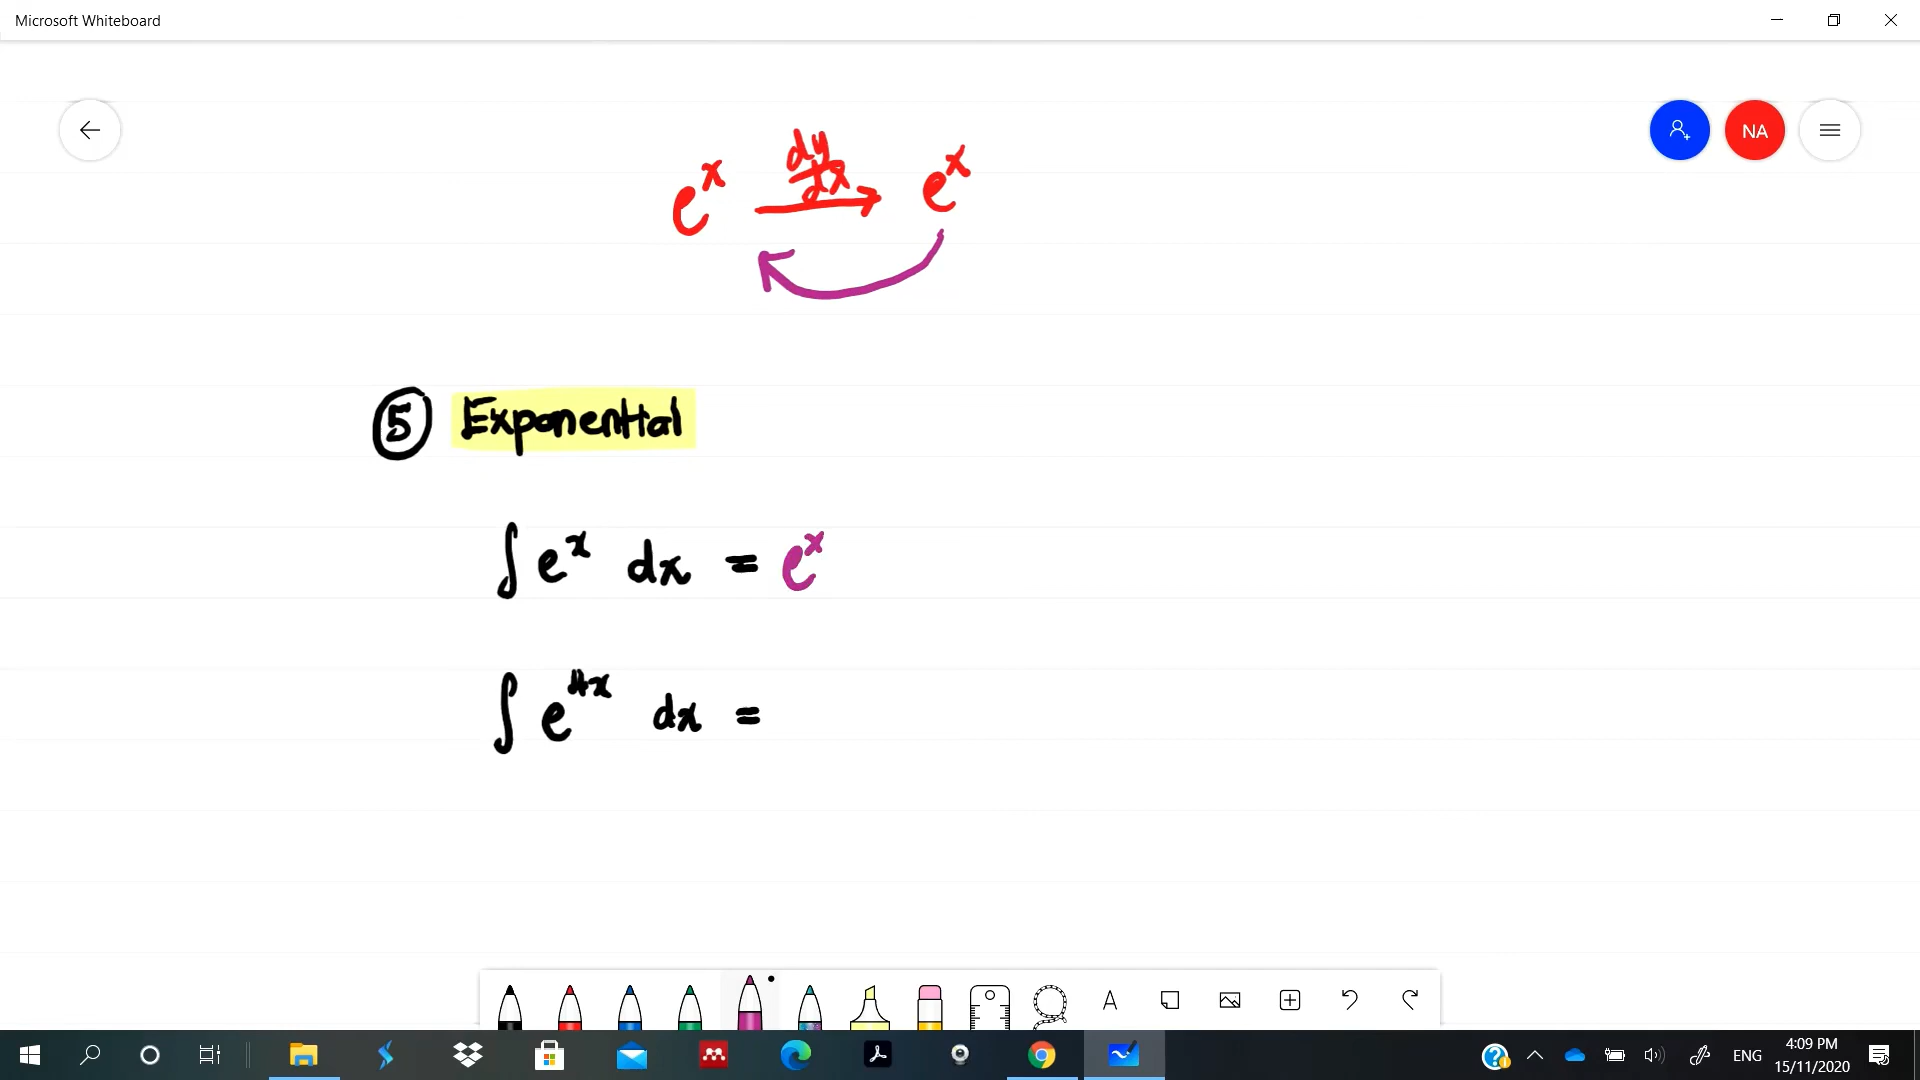 Microsoft Whiteboard
NA
e^x dy/dx → e^x
⑤ Exponential
∫ e^x dx = e^x
∫ e^4x dx =
A
ENG
4:09 PM
15/11/2020